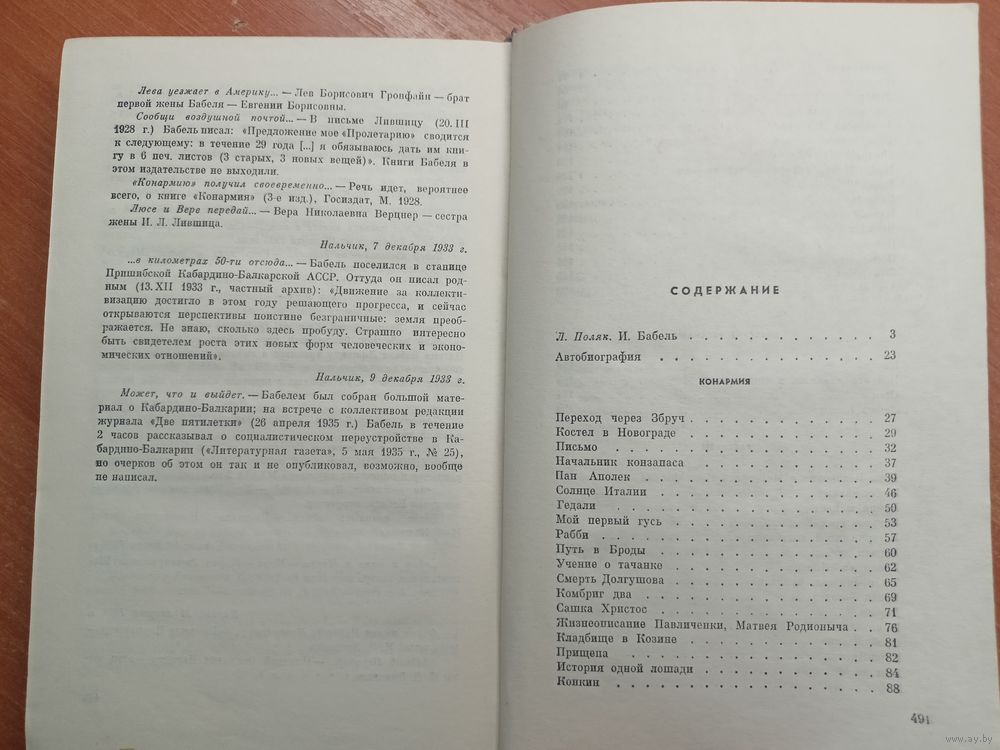 Лева уезжает в Америку... — Лев Борисович Гронфайн — брат
первой жены Бабеля — Евгении Борисовны.
Сообщи воздушной почтой... — В письме Лившицу (20. III
1928 г.) Бабель писал: «Предложение мое «Пролетарию» сводится
к следующему: в течение 29 года [...] я обязываюсь дать им кни-
гу в 6 печ. листов (3 старых, 3 новых вещей)». Книги Бабеля в
этом издательстве не выходили.
«Конармию» получил своевременно... — Речь идет, вероятнее
всего, о книге «Конармия» (3-е изд.), Госиздат, М. 1928.
Люсе и Вере передай... — Вера Николаевна Верцнер — сестра
жены И. Л. Лившица.
Нальчик, 7 декабря 1933 г.
...в километрах 50-ти отсюда... — Бабель поселился в станице
Пришибской Кабардино-Балкарской АССР. Оттуда он писал род-
ным (13. XII 1933 г., частный архив): «Движение за коллекти-
визацию достигло в этом году решающего прогресса, и сейчас
открываются перспективы поистине безграничные: земля преоб-
ражается. Не знаю, сколько здесь пробуду. Страшно интересно
быть свидетелем роста этих новых форм человеческих и эконо-
мических отношений».
Нальчик, 9 декабря 1933 г.
Может, что и выйдет. — Бабелем был собран большой мате-
риал о Кабардино-Балкарии; на встрече с коллективом редакции
журнала «Две пятилетки» (26 апреля 1935 г.) Бабель в течение
2 часов рассказывал о социалистическом переустройстве в Ка-
бардино-Балкарии («Литературная газета», 5 мая 1935 г., № 25),
но очерков об этом он так и не опубликовал, возможно, вообще
не написал.
СОДЕРЖАНИЕ
Л. Поляк. И. Бабель . . . . . . . . . . . 3
Автобиография . . . . . . . . . . . . 23
КОНАРМИЯ
Переход через Збруч . . . . . . . . . . 27
Костел в Новограде . . . . . . . . . . 29
Письмо . . . . . . . . . . . . . . 32
Начальник конзапаса . . . . . . . . . . 37
Пан Аполек . . . . . . . . . . . . . 39
Солнце Италии . . . . . . . . . . . . 46
Гедали . . . . . . . . . . . . . . 50
Мой первый гусь . . . . . . . . . . . 53
Рабби . . . . . . . . . . . . . . . 57
Путь в Броды . . . . . . . . . . . . 60
Учение о тачанке . . . . . . . . . . . 62
Смерть Долгушова . . . . . . . . . . . 65
Комбриг два . . . . . . . . . . . . . 69
Сашка Христос . . . . . . . . . . . . 71
Жизнеописание Павличенки, Матвея Родионыча . . 76
Кладбище в Козине . . . . . . . . . . 81
Прищепа . . . . . . . . . . . . . 82
История одной лошади . . . . . . . . . 84
Конкин . . . . . . . . . . . . . . 88
491
www.ay.by